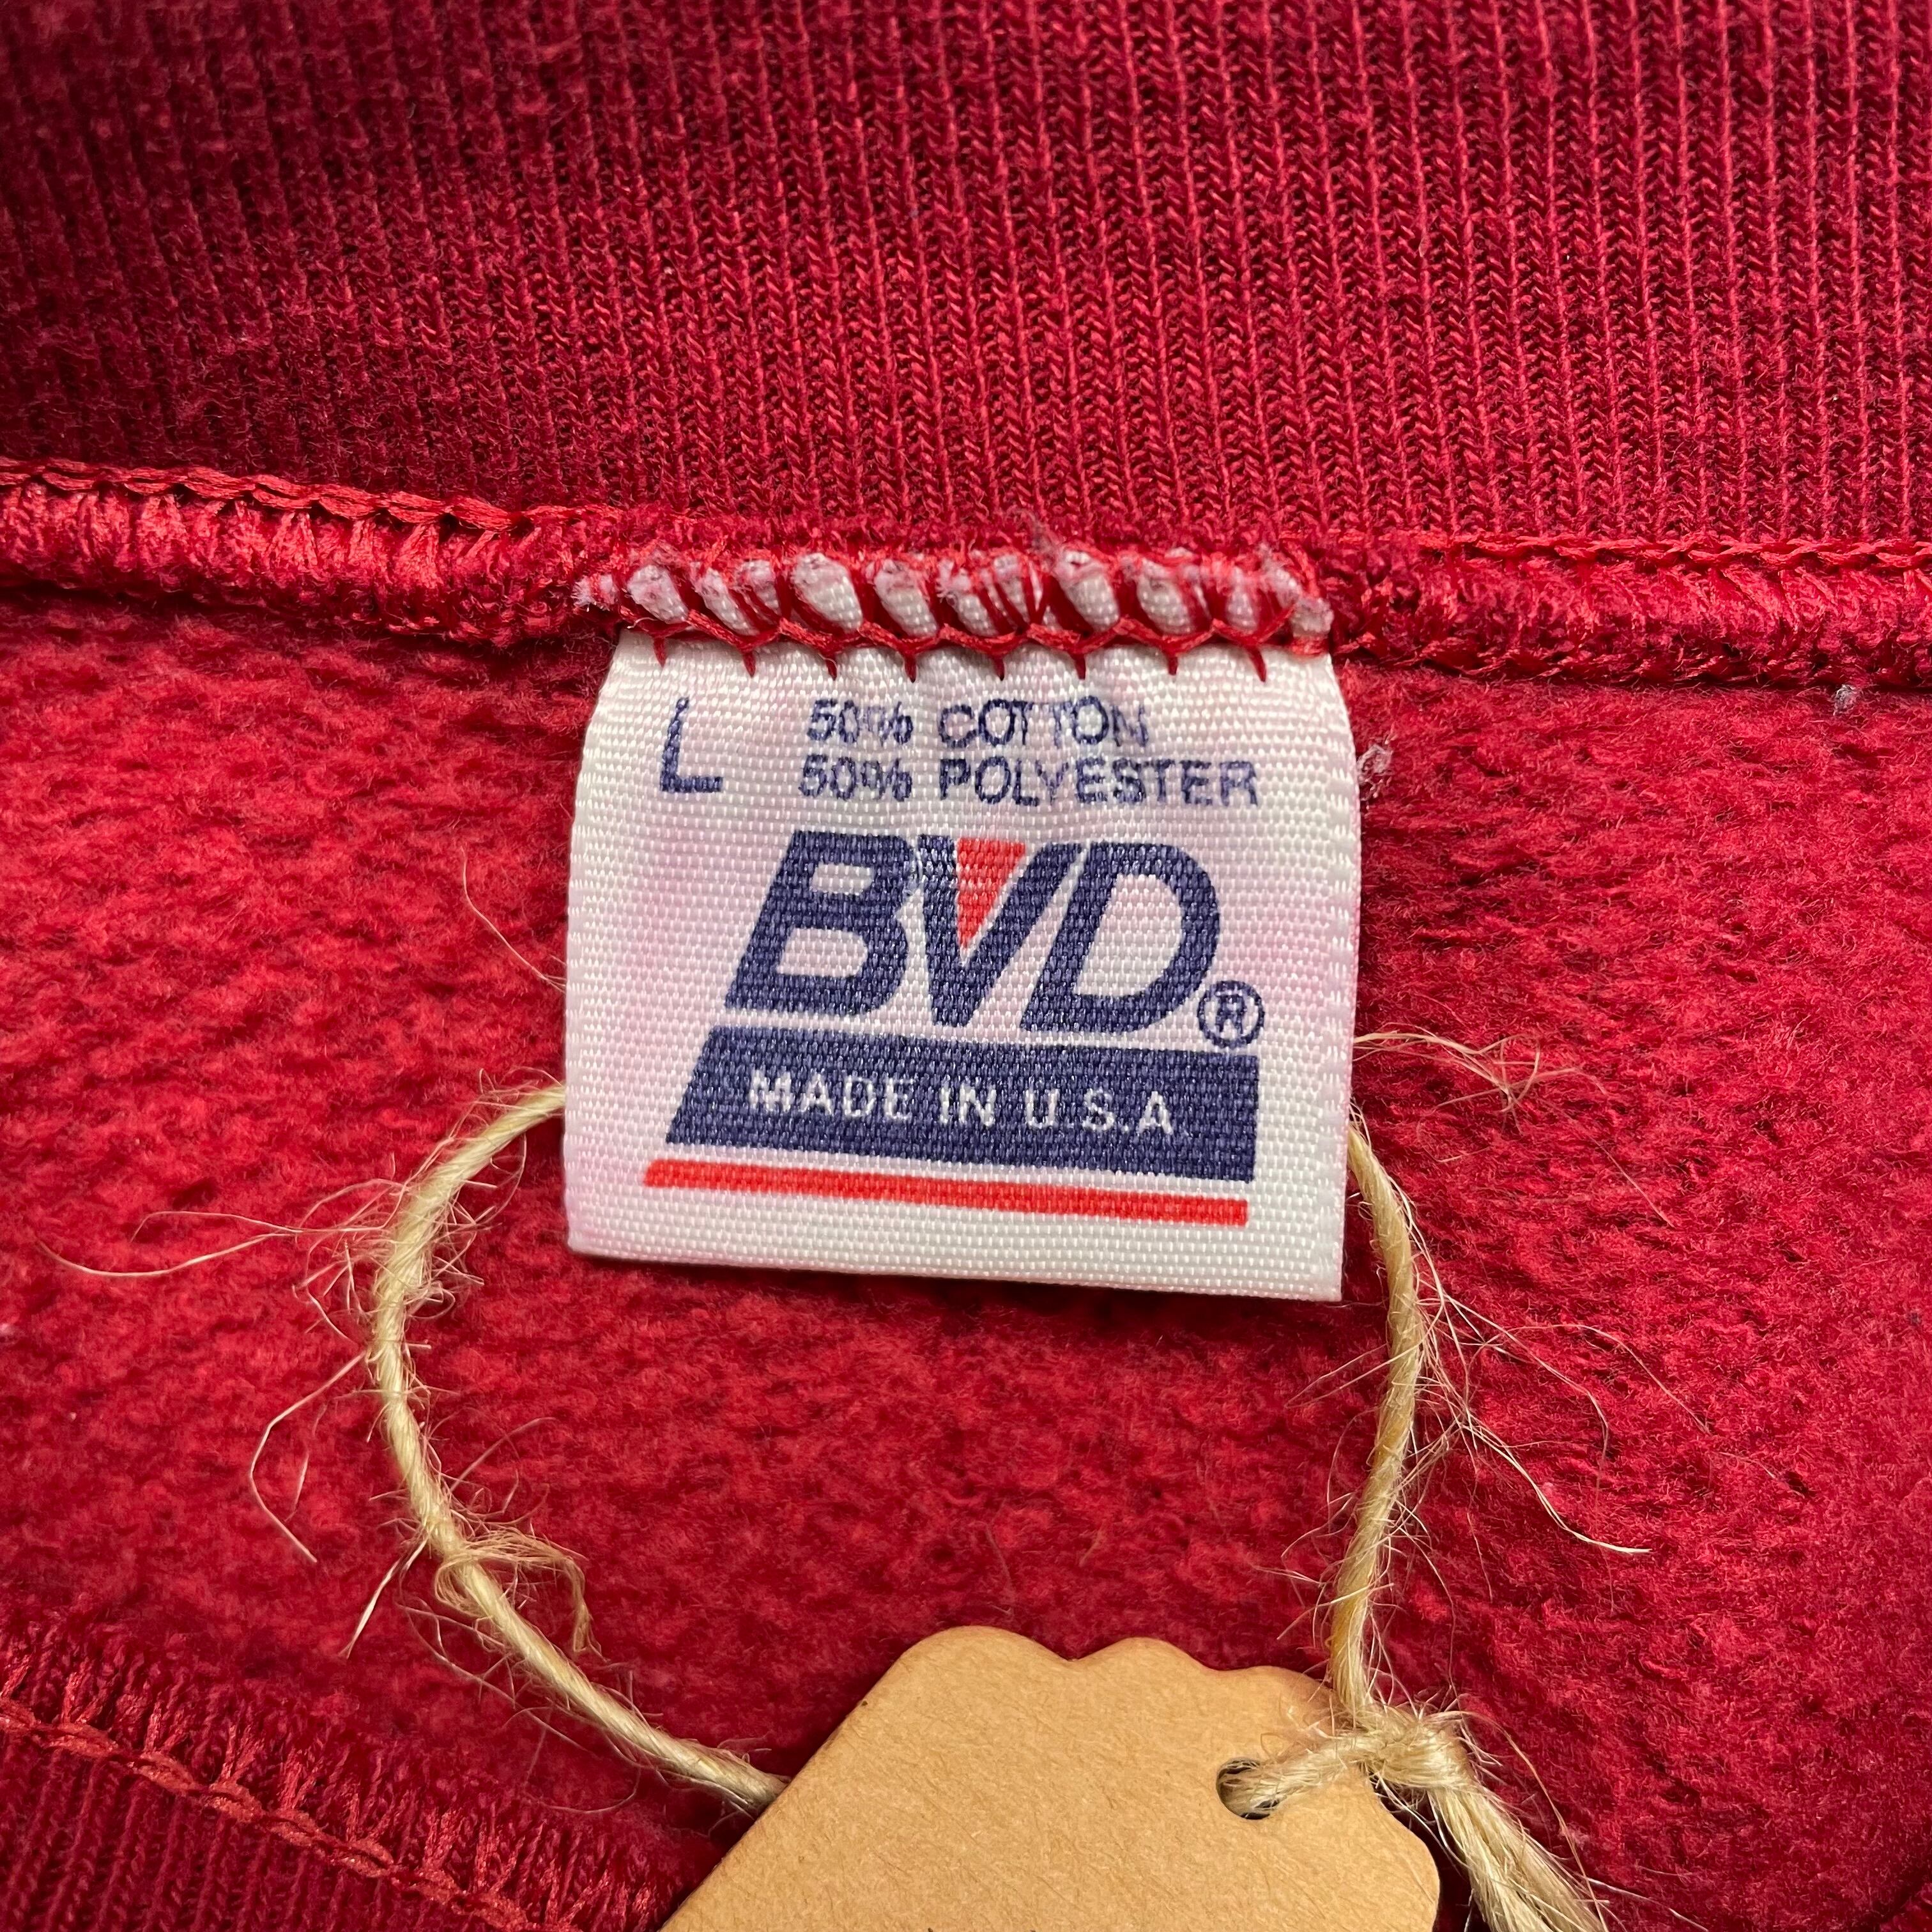 L 50% COTTON
50% POLYESTER
BVD®
MADE IN U.S.A.